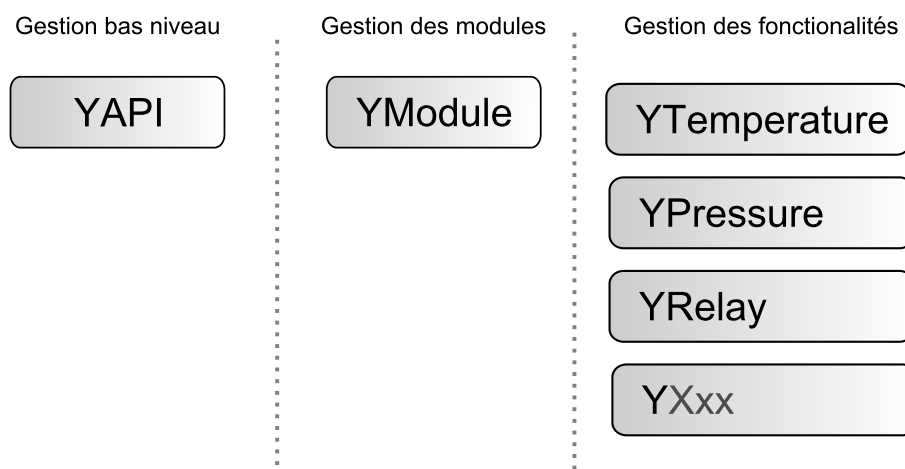 Gestion bas niveau
Gestion des modules
Gestion des fonctionalités
YAPI
YModule
YTemperature
YPressure
YRelay
YXxx